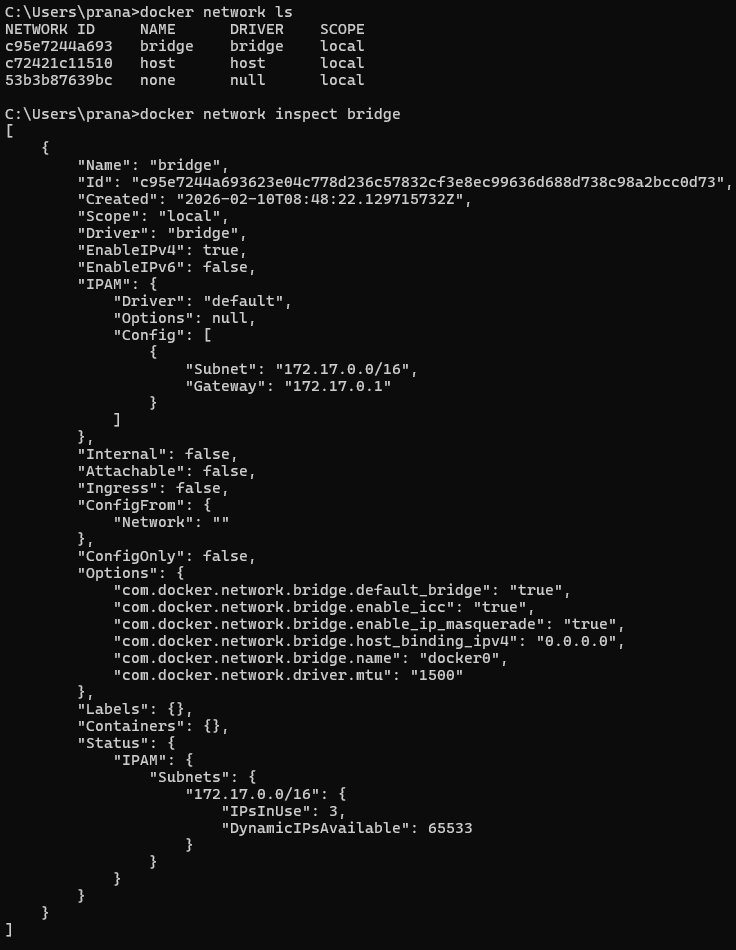 C:\Users\prana>docker network ls
NETWORK ID     NAME      DRIVER    SCOPE
c95e7244a693   bridge    bridge    local
c72421c11510   host      host      local
53b3b87639bc   none      null      local

C:\Users\prana>docker network inspect bridge
[
    {
        "Name": "bridge",
        "Id": "c95e7244a693623e04c778d236c57832cf3e8ec99636d688d738c98a2bcc0d73",
        "Created": "2026-02-10T08:48:22.129715732Z",
        "Scope": "local",
        "Driver": "bridge",
        "EnableIPv4": true,
        "EnableIPv6": false,
        "IPAM": {
            "Driver": "default",
            "Options": null,
            "Config": [
                {
                    "Subnet": "172.17.0.0/16",
                    "Gateway": "172.17.0.1"
                }
            ]
        },
        "Internal": false,
        "Attachable": false,
        "Ingress": false,
        "ConfigFrom": {
            "Network": ""
        },
        "ConfigOnly": false,
        "Options": {
            "com.docker.network.bridge.default_bridge": "true",
            "com.docker.network.bridge.enable_icc": "true",
            "com.docker.network.bridge.enable_ip_masquerade": "true",
            "com.docker.network.bridge.host_binding_ipv4": "0.0.0.0",
            "com.docker.network.bridge.name": "docker0",
            "com.docker.network.driver.mtu": "1500"
        },
        "Labels": {},
        "Containers": {},
        "Status": {
            "IPAM": {
                "Subnets": {
                    "172.17.0.0/16": {
                        "IPsInUse": 3,
                        "DynamicIPsAvailable": 65533
                    }
                }
            }
        }
    }
]